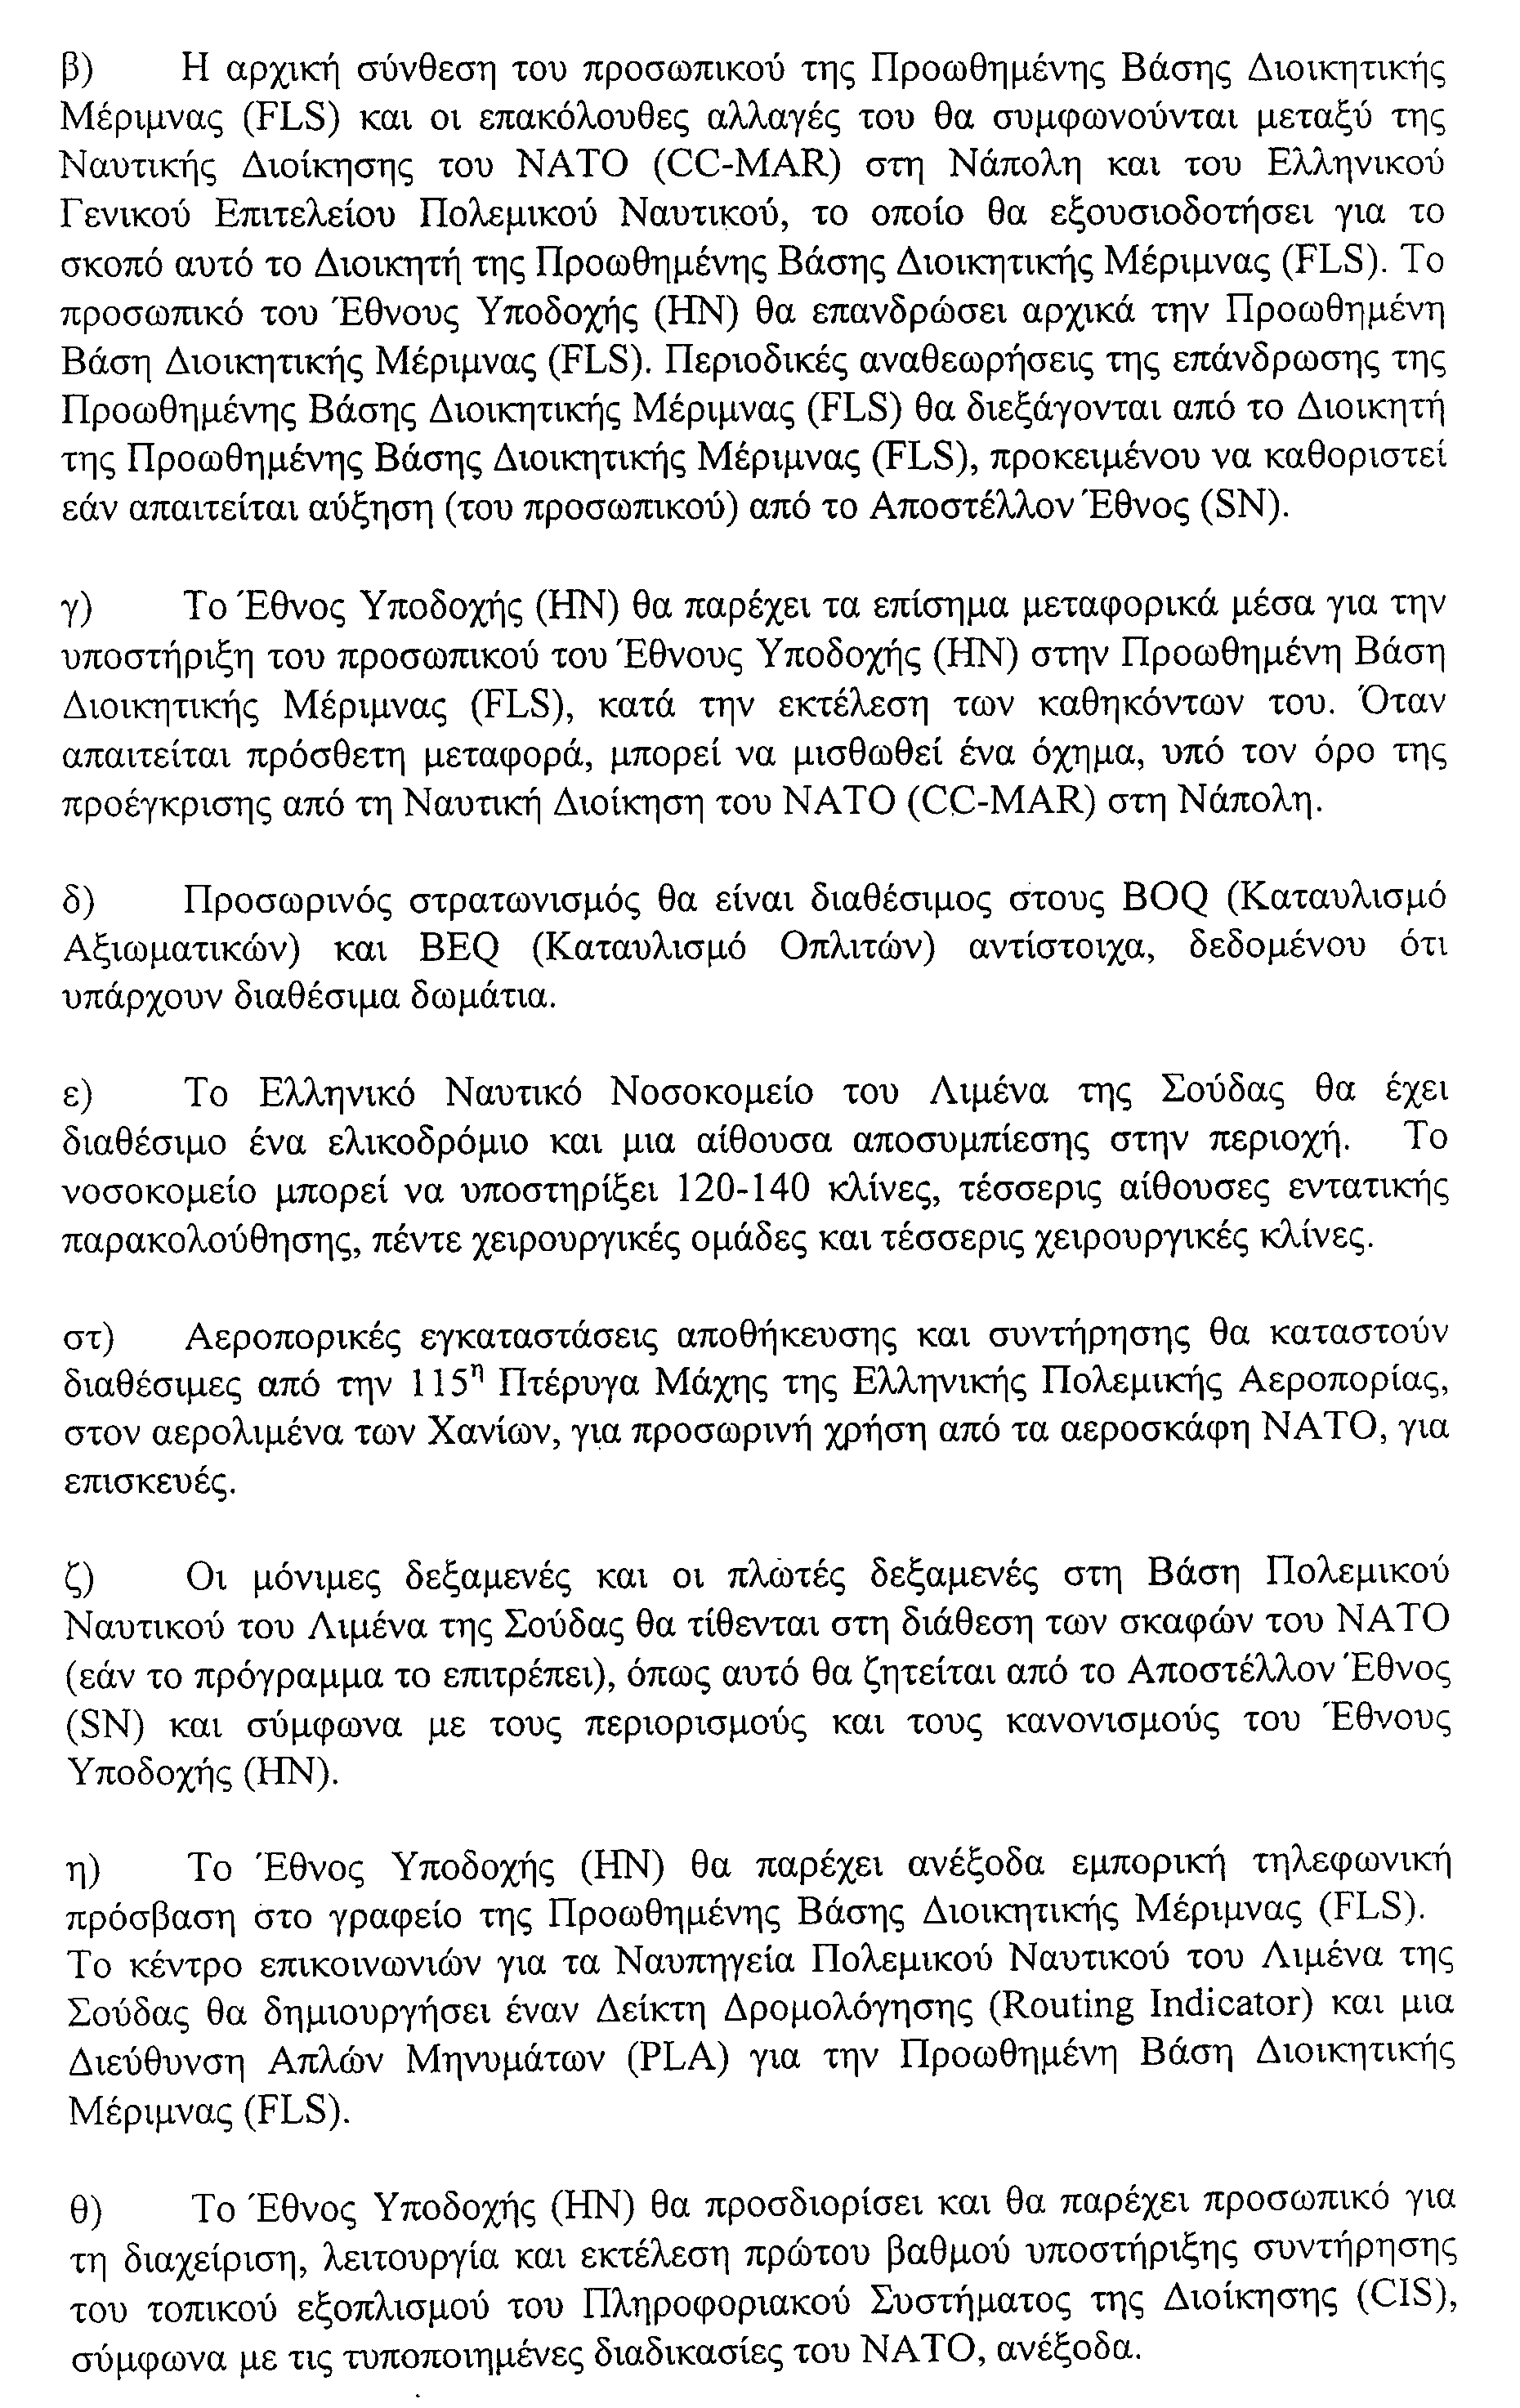 β) Η αρχική σύνθεση του προσωπικού της Προωθημένης Βάσης Διοικητικής
Μέριμνας (FLS) και οι επακόλουθες αλλαγές του θα συμφωνούνται μεταξύ της
Ναυτικής Διοίκησης του ΝΑΤΟ (CC-MAR) στη Νάπολη και του Ελληνικού
Γενικού Επιτελείου Πολεμικού Ναυτικού, το οποίο θα εξουσιοδοτήσει για το
σκοπό αυτό το Διοικητή της Προωθημένης Βάσης Διοικητικής Μέριμνας (FLS). Το
προσωπικό του Έθνους Υποδοχής (HN) θα επανδρώσει αρχικά την Προωθημένη
Βάση Διοικητικής Μέριμνας (FLS). Περιοδικές αναθεωρήσεις της επάνδρωσης της
Προωθημένης Βάσης Διοικητικής Μέριμνας (FLS) θα διεξάγονται από το Διοικητή
της Προωθημένης Βάσης Διοικητικής Μέριμνας (FLS), προκειμένου να καθοριστεί
εάν απαιτείται αύξηση (του προσωπικού) από το Αποστέλλον Έθνος (SN).
γ) Το Έθνος Υποδοχής (HN) θα παρέχει τα επίσημα μεταφορικά μέσα για την
υποστήριξη του προσωπικού του Έθνους Υποδοχής (HN) στην Προωθημένη Βάση
Διοικητικής Μέριμνας (FLS), κατά την εκτέλεση των καθηκόντων του. Όταν
απαιτείται πρόσθετη μεταφορά, μπορεί να μισθωθεί ένα όχημα, υπό τον όρο της
προέγκρισης από τη Ναυτική Διοίκηση του ΝΑΤΟ (CC-MAR) στη Νάπολη.
δ) Προσωρινός στρατωνισμός θα είναι διαθέσιμος στους BOQ (Καταυλισμό
Αξιωματικών) και BEQ (Καταυλισμό Οπλιτών) αντίστοιχα, δεδομένου ότι
υπάρχουν διαθέσιμα δωμάτια.
ε) Το Ελληνικό Ναυτικό Νοσοκομείο του Λιμένα της Σούδας θα έχει
διαθέσιμο ένα ελικοδρόμιο και μια αίθουσα αποσυμπίεσης στην περιοχή. Το
νοσοκομείο μπορεί να υποστηρίξει 120-140 κλίνες, τέσσερις αίθουσες εντατικής
παρακολούθησης, πέντε χειρουργικές ομάδες και τέσσερις χειρουργικές κλίνες.
στ) Αεροπορικές εγκαταστάσεις αποθήκευσης και συντήρησης θα καταστούν
διαθέσιμες από την 115η Πτέρυγα Μάχης της Ελληνικής Πολεμικής Αεροπορίας,
στον αερολιμένα των Χανίων, για προσωρινή χρήση από τα αεροσκάφη ΝΑΤΟ, για
επισκευές.
ζ) Οι μόνιμες δεξαμενές και οι πλωτές δεξαμενές στη Βάση Πολεμικού
Ναυτικού του Λιμένα της Σούδας θα τίθενται στη διάθεση των σκαφών του ΝΑΤΟ
(εάν το πρόγραμμα το επιτρέπει), όπως αυτό θα ζητείται από το Αποστέλλον Έθνος
(SN) και σύμφωνα με τους περιορισμούς και τους κανονισμούς του Έθνους
Υποδοχής (HN).
η) Το Έθνος Υποδοχής (HN) θα παρέχει ανέξοδα εμπορική τηλεφωνική
πρόσβαση στο γραφείο της Προωθημένης Βάσης Διοικητικής Μέριμνας (FLS).
Το κέντρο επικοινωνιών για τα Ναυπηγεία Πολεμικού Ναυτικού του Λιμένα της
Σούδας θα δημιουργήσει έναν Δείκτη Δρομολόγησης (Routing Indicator) και μια
Διεύθυνση Απλών Μηνυμάτων (PLA) για την Προωθημένη Βάση Διοικητικής
Μέριμνας (FLS).
θ) Το Έθνος Υποδοχής (HN) θα προσδιορίσει και θα παρέχει προσωπικό για
τη διαχείριση, λειτουργία και εκτέλεση πρώτου βαθμού υποστήριξης συντήρησης
του τοπικού εξοπλισμού του Πληροφοριακού Συστήματος της Διοίκησης (CIS),
σύμφωνα με τις τυποποιημένες διαδικασίες του ΝΑΤΟ, ανέξοδα.